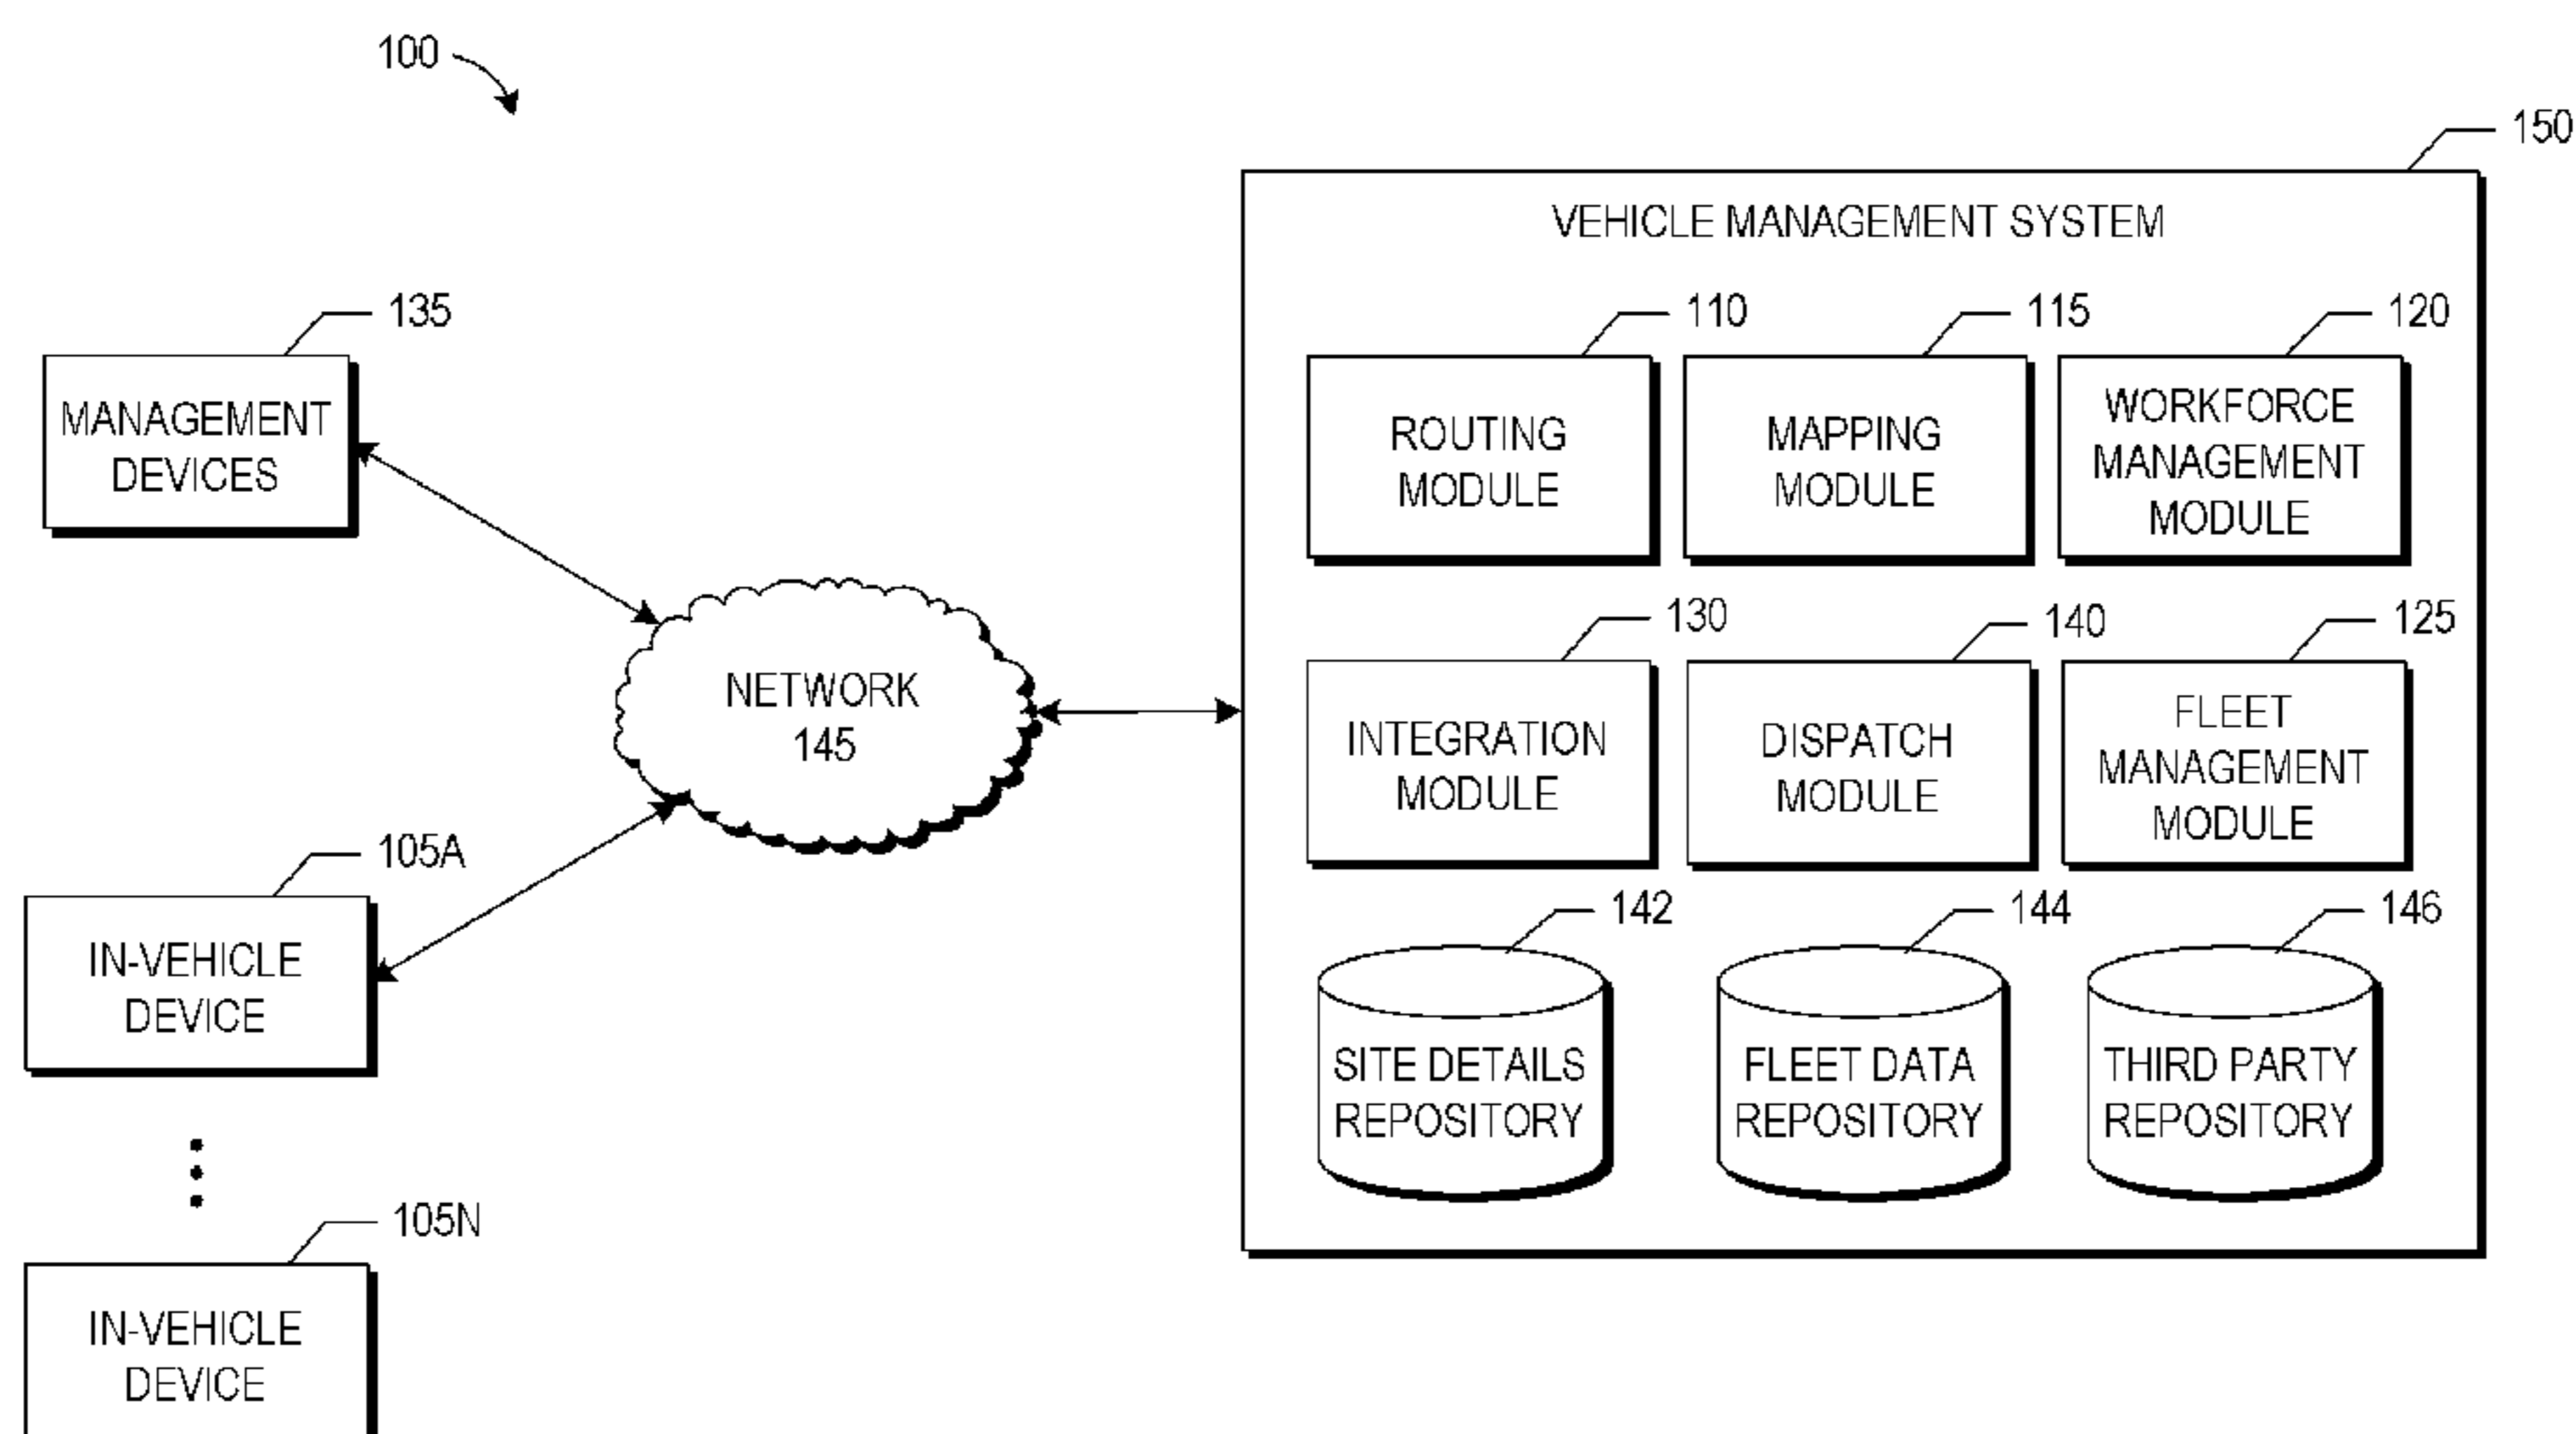 100
150
VEHICLE MANAGEMENT SYSTEM
135
110
115
120
MANAGEMENT
DEVICES
ROUTING
MODULE
MAPPING
MODULE
WORKFORCE
MANAGEMENT
MODULE
130
140
125
NETWORK
145
INTEGRATION
MODULE
DISPATCH
MODULE
FLEET
MANAGEMENT
MODULE
105A
142
144
146
IN-VEHICLE
DEVICE
SITE DETAILS
REPOSITORY
FLEET DATA
REPOSITORY
THIRD PARTY
REPOSITORY
105N
IN-VEHICLE
DEVICE